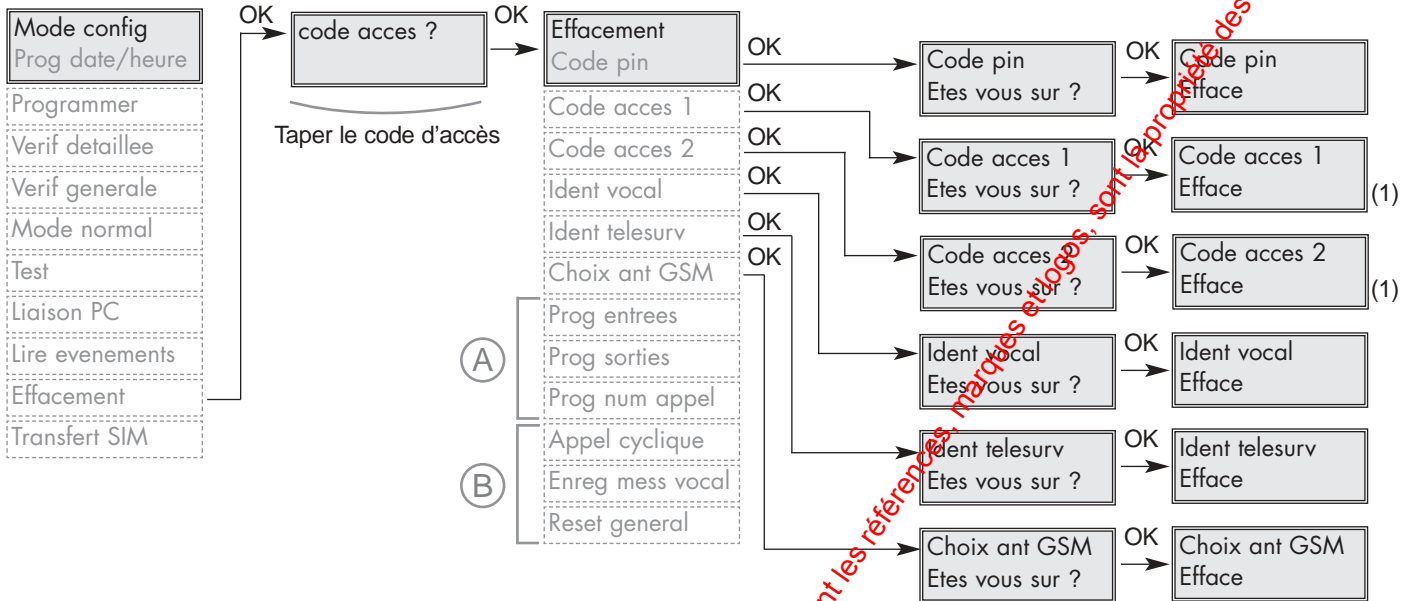 OK
Mode config
Prog date/heure
Programmer
Verif detaillee
Verif generale
Mode normal
Test
Liaison PC
Lire evenements
Effacement
Transfert SIM
code acces ?
Taper le code d'accès
OK
Effacement
Code pin
Code acces 1
Code acces 2
Ident vocal
Ident telesurv
Choix ant GSM
Prog entrees
Prog sorties
Prog num appel
Appel cyclique
Enreg mess vocal
Reset general
A
B
OK
Code pin
Etes vous sur ?
OK
Code pin
Efface
OK
Code acces 1
Etes vous sur ?
OK
Code acces 1
Efface
(1)
OK
Code acces 2
Etes vous sur ?
OK
Code acces 2
Efface
(1)
OK
Ident vocal
Etes vous sur ?
OK
Ident vocal
Efface
OK
Ident telesurv
Etes vous sur ?
OK
Ident telesurv
Efface
OK
Choix ant GSM
Etes vous sur ?
OK
Choix ant GSM
Efface
nt les références, marques et logos, sont la propriété des